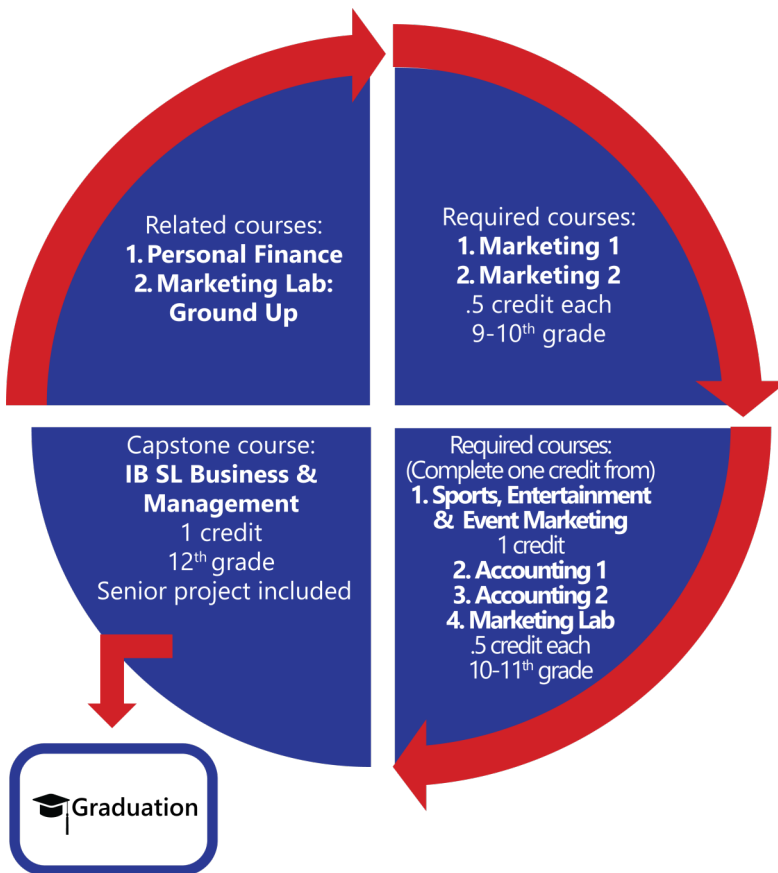 Related courses:
1. Personal Finance
2. Marketing Lab:
Ground Up
Required courses:
1. Marketing 1
2. Marketing 2
.5 credit each
9-10th grade
Required courses:
(Complete one credit from)
1. Sports, Entertainment
& Event Marketing
1 credit
2. Accounting 1
3. Accounting 2
4. Marketing Lab
.5 credit each
10-11th grade
Capstone course:
IB SL Business &
Management
1 credit
12th grade
Senior project included
Graduation